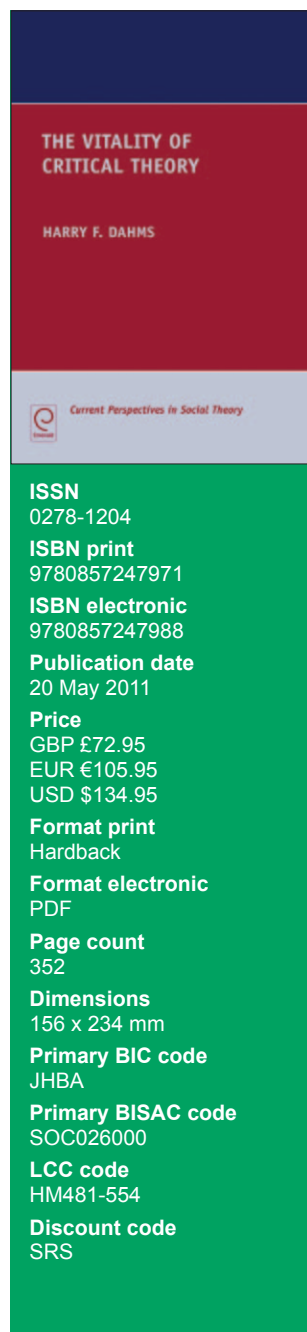 THE VITALITY OF
CRITICAL THEORY
HARRY F. DAHMS
Current Perspectives in Social Theory
ISSN
0278-1204
ISBN print
9780857247971
ISBN electronic
9780857247988
Publication date
20 May 2011
Price
GBP £72.95
EUR €105.95
USD $134.95
Format print
Hardback
Format electronic
PDF
Page count
352
Dimensions
156 x 234 mm
Primary BIC code
JHBA
Primary BISAC code
SOC026000
LCC code
HM481-554
Discount code
SRS